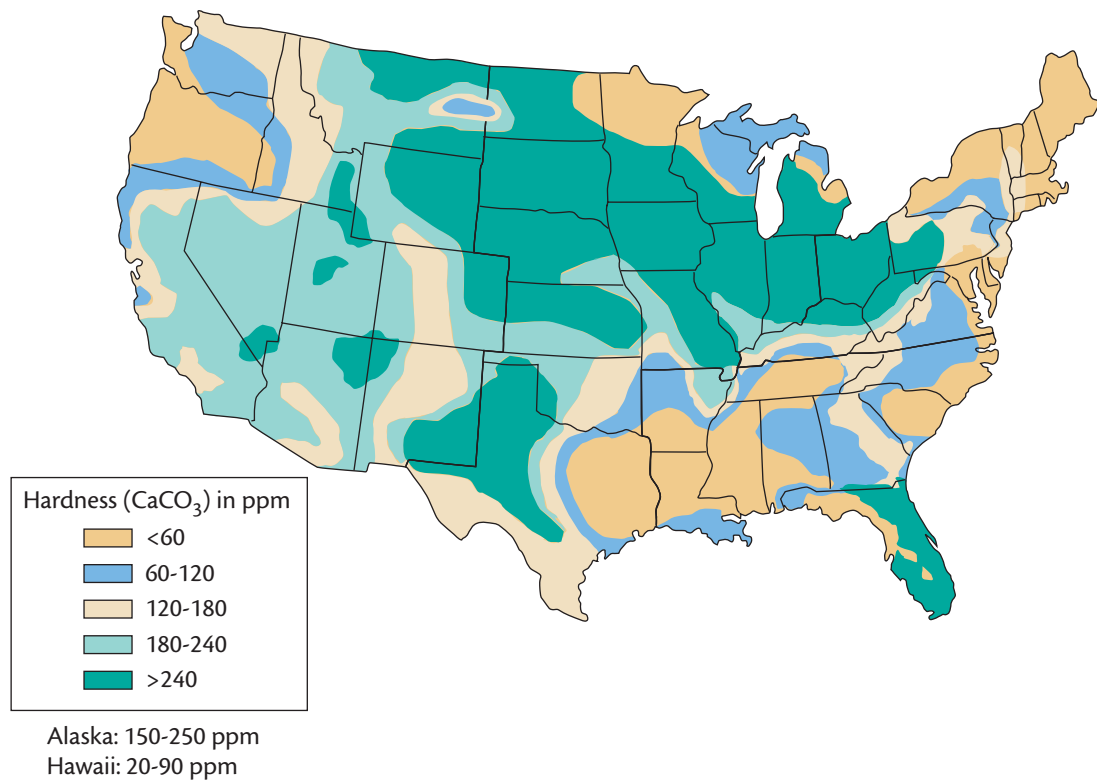 Hardness (CaCO₃) in ppm
<60
60-120
120-180
180-240
>240
Alaska: 150-250 ppm
Hawaii: 20-90 ppm